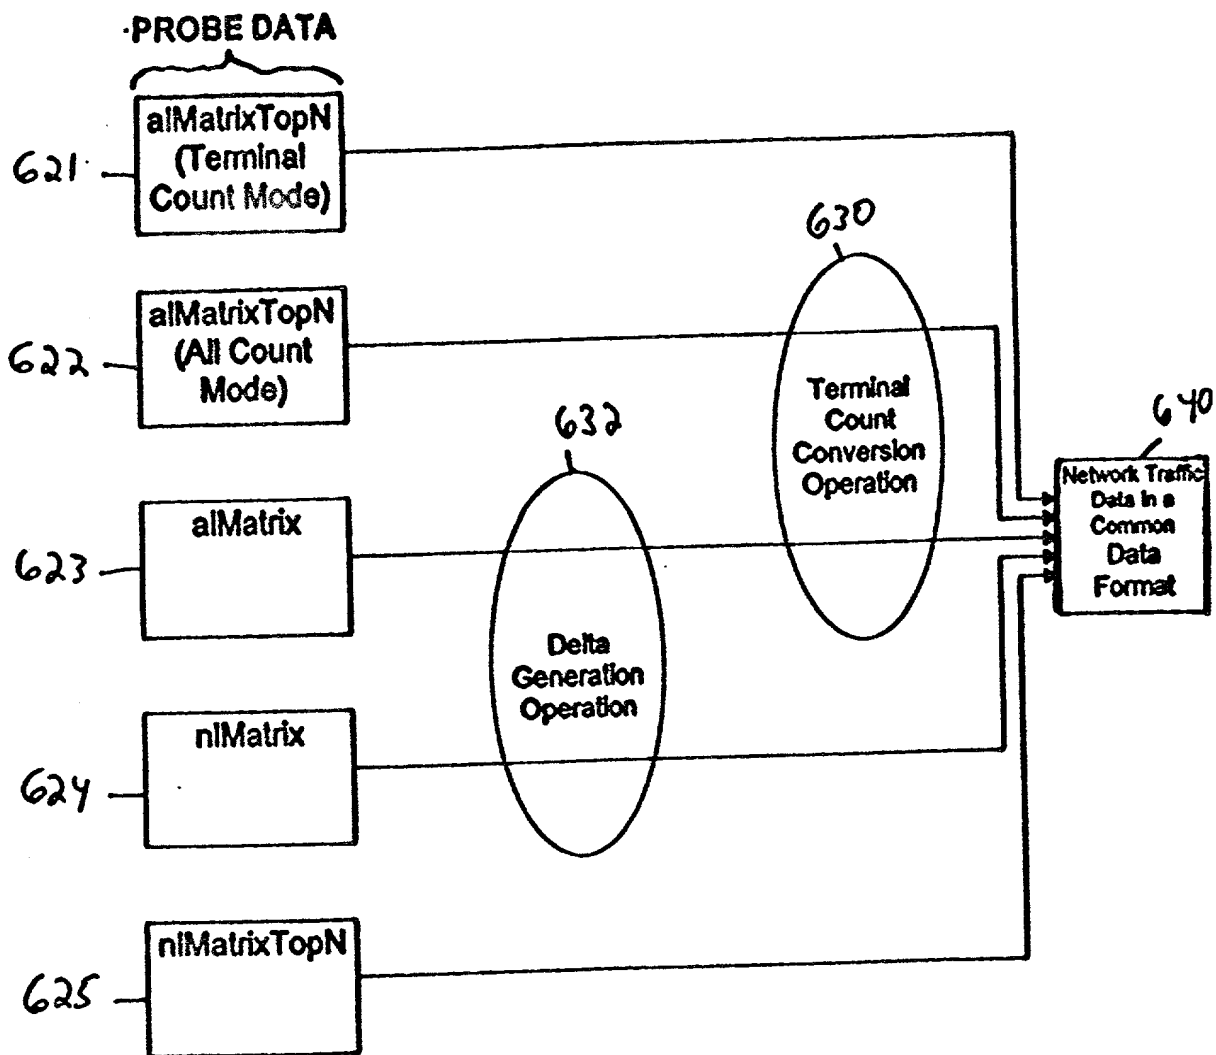 PROBE DATA
621
alMatrixTopN
(Terminal
Count Mode)
630
622
alMatrixTopN
(All Count
Mode)
Terminal
Count
Conversion
Operation
632
640
Network Traffic
Data in a
Common
Data
Format
623
alMatrix
Delta
Generation
Operation
624
nlMatrix
625
nlMatrixTopN